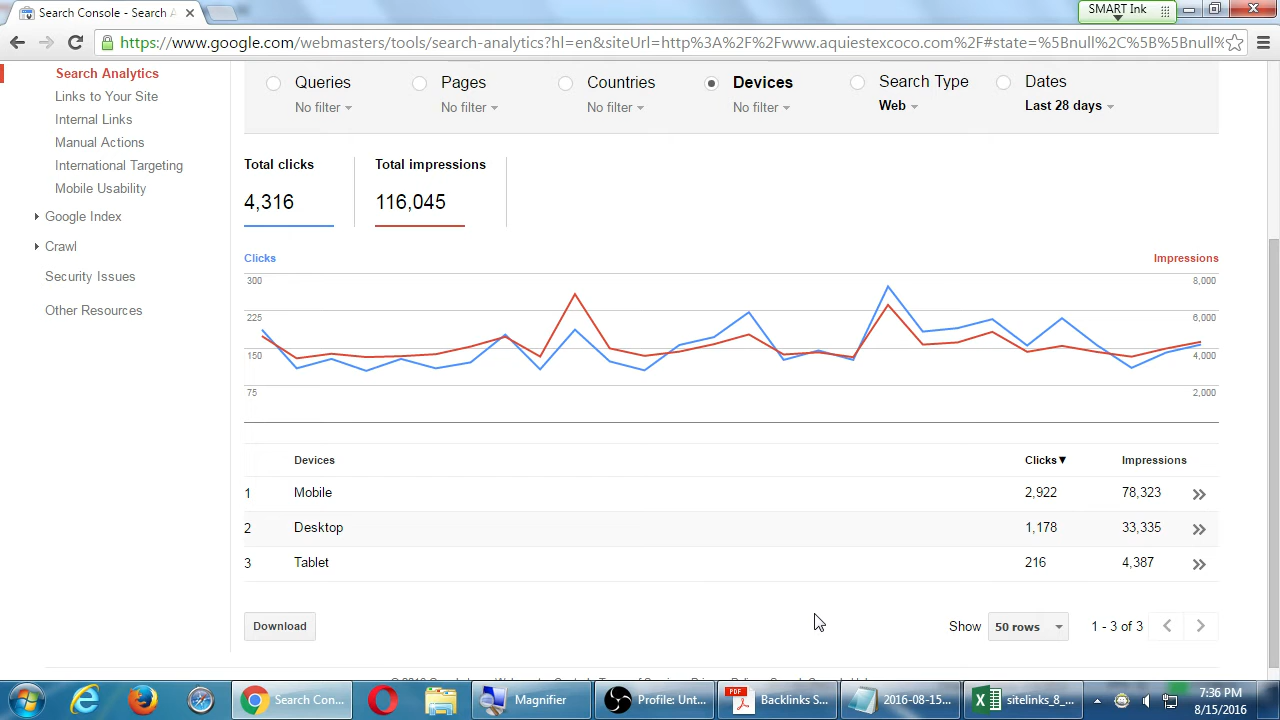 Search Console - Search A
SMART Ink
https://www.google.com/webmasters/tools/search-analytics?hl=en&siteUrl=http%3A%2F%2Fwww.aquiestexcoco.com%2F#state=%5Bnull%2C%5B%5Bnull%
Search Analytics
Links to Your Site
Internal Links
Manual Actions
International Targeting
Mobile Usability
Google Index
Crawl
Security Issues
Other Resources
Queries
No filter
Pages
No filter
Countries
No filter
Devices
No filter
Search Type
Web
Dates
Last 28 days
Total clicks
4,316
Total impressions
116,045
Clicks
Impressions
300
8,000
225
6,000
150
4,000
75
2,000
Devices Clicks▼ Impressions
1 Mobile 2,922 78,323
2 Desktop 1,178 33,335
3 Tablet 216 4,387
Download
Show 50 rows 1 - 3 of 3
Search Con...
Magnifier
Profile: Unt...
PDF
Backlinks S...
2016-08-15...
sitelinks_8_...
7:36 PM
8/15/2016